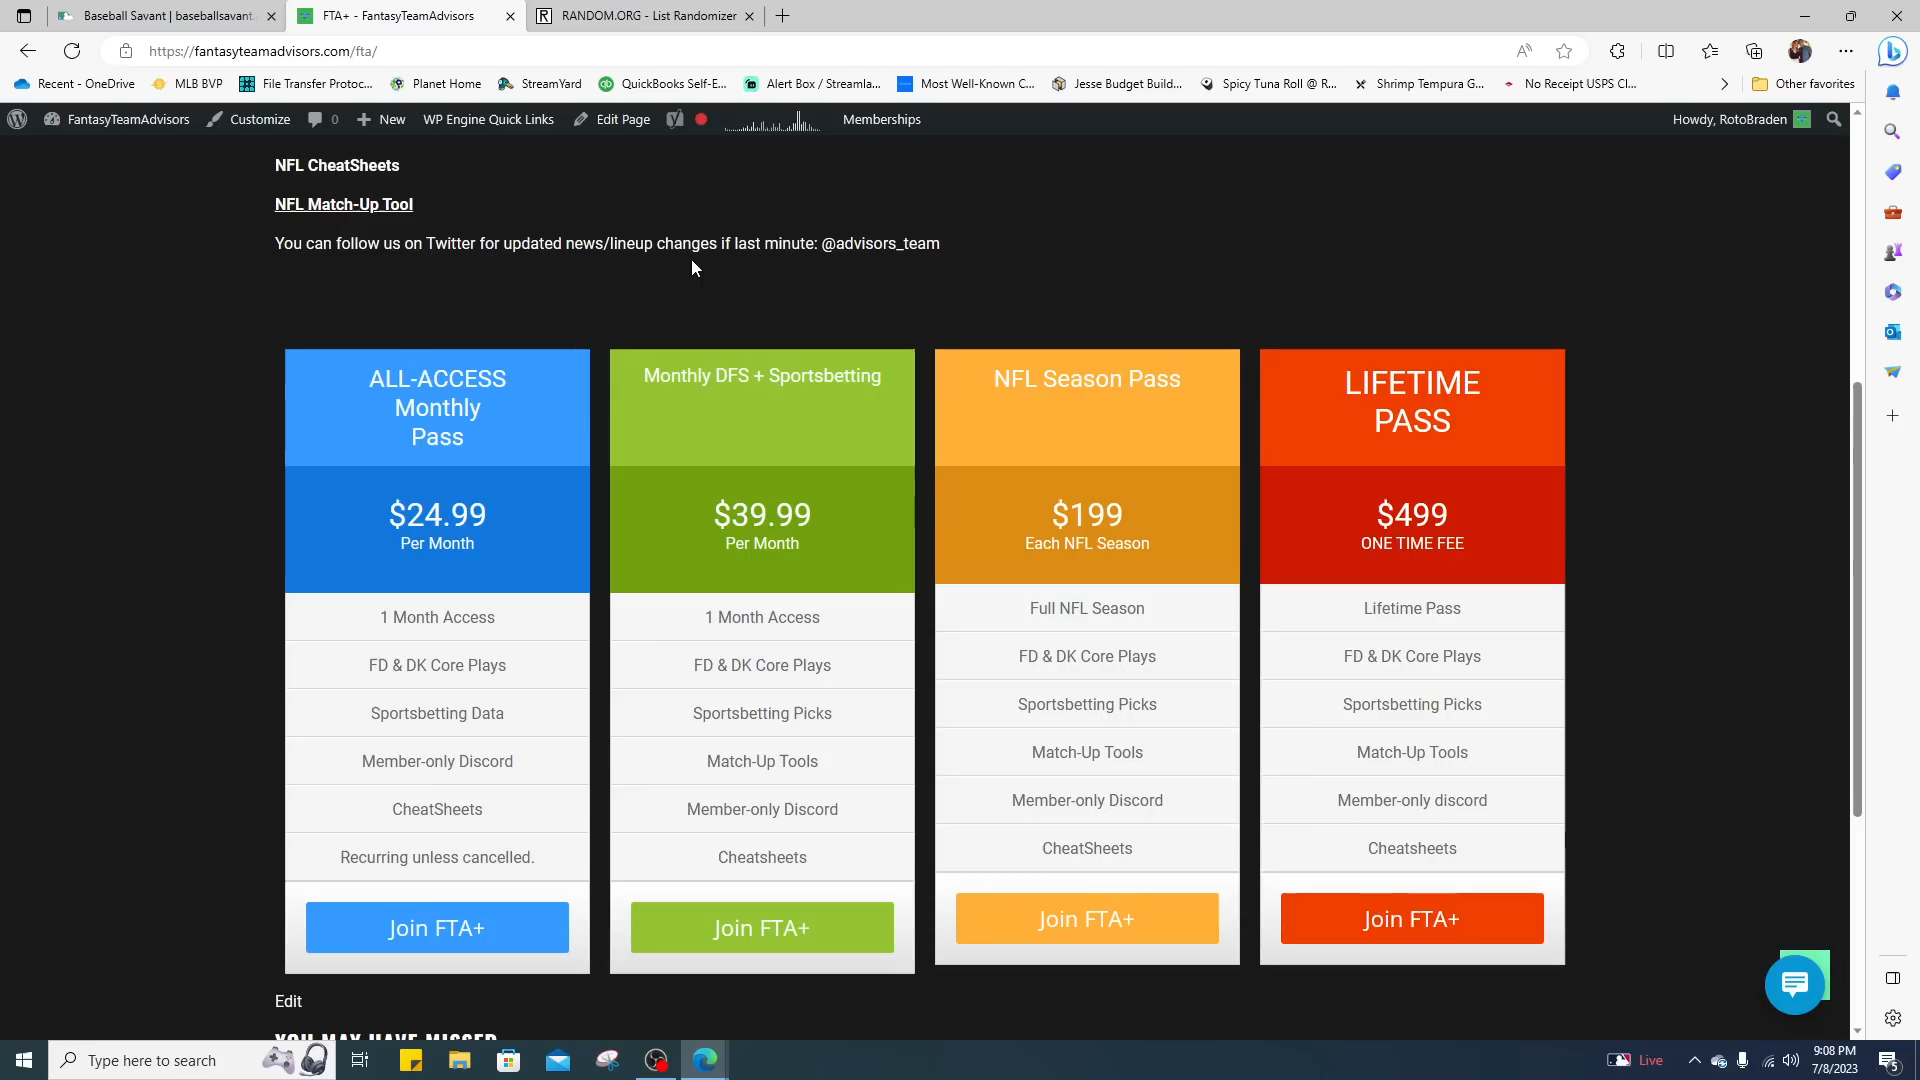 Baseball Savant | baseballsavant.
FTA+ - FantasyTeamAdvisors
RANDOM.ORG - List Randomizer
https://fantasyteamadvisors.com/fta/
Recent - OneDrive
MLB BVP
File Transfer Protoc...
Planet Home
StreamYard
QuickBooks Self-E...
Alert Box / Streamla...
Most Well-Known C...
Jesse Budget Build...
Spicy Tuna Roll @ R...
Shrimp Tempura G...
No Receipt USPS Cl...
Other favorites
FantasyTeamAdvisors
Customize
0
New
WP Engine Quick Links
Edit Page
Memberships
Howdy, RotoBraden
NFL CheatSheets
NFL Match-Up Tool
You can follow us on Twitter for updated news/lineup changes if last minute: @advisors_team
ALL-ACCESS
Monthly
Pass
$24.99
Per Month
1 Month Access
FD & DK Core Plays
Sportsbetting Data
Member-only Discord
CheatSheets
Recurring unless cancelled.
Join FTA+
Monthly DFS + Sportsbetting
$39.99
Per Month
1 Month Access
FD & DK Core Plays
Sportsbetting Picks
Match-Up Tools
Member-only Discord
Cheatsheets
Join FTA+
NFL Season Pass
$199
Each NFL Season
Full NFL Season
FD & DK Core Plays
Sportsbetting Picks
Match-Up Tools
Member-only Discord
CheatSheets
Join FTA+
LIFETIME
PASS
$499
ONE TIME FEE
Lifetime Pass
FD & DK Core Plays
Sportsbetting Picks
Match-Up Tools
Member-only discord
Cheatsheets
Join FTA+
Edit
YOU MAY HAVE MISSED
Type here to search
Live
9:08 PM
7/8/2023
5